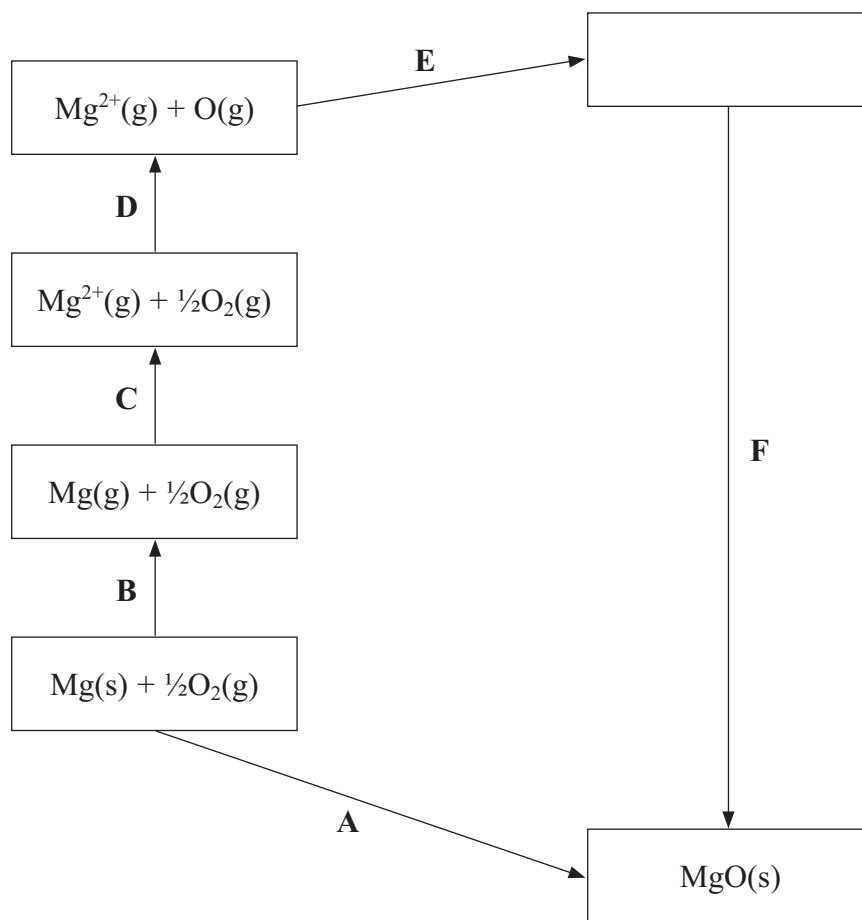 E
Mg²⁺(g) + O(g)
D
Mg²⁺(g) + ½O₂(g)
C
F
Mg(g) + ½O₂(g)
B
Mg(s) + ½O₂(g)
A
MgO(s)